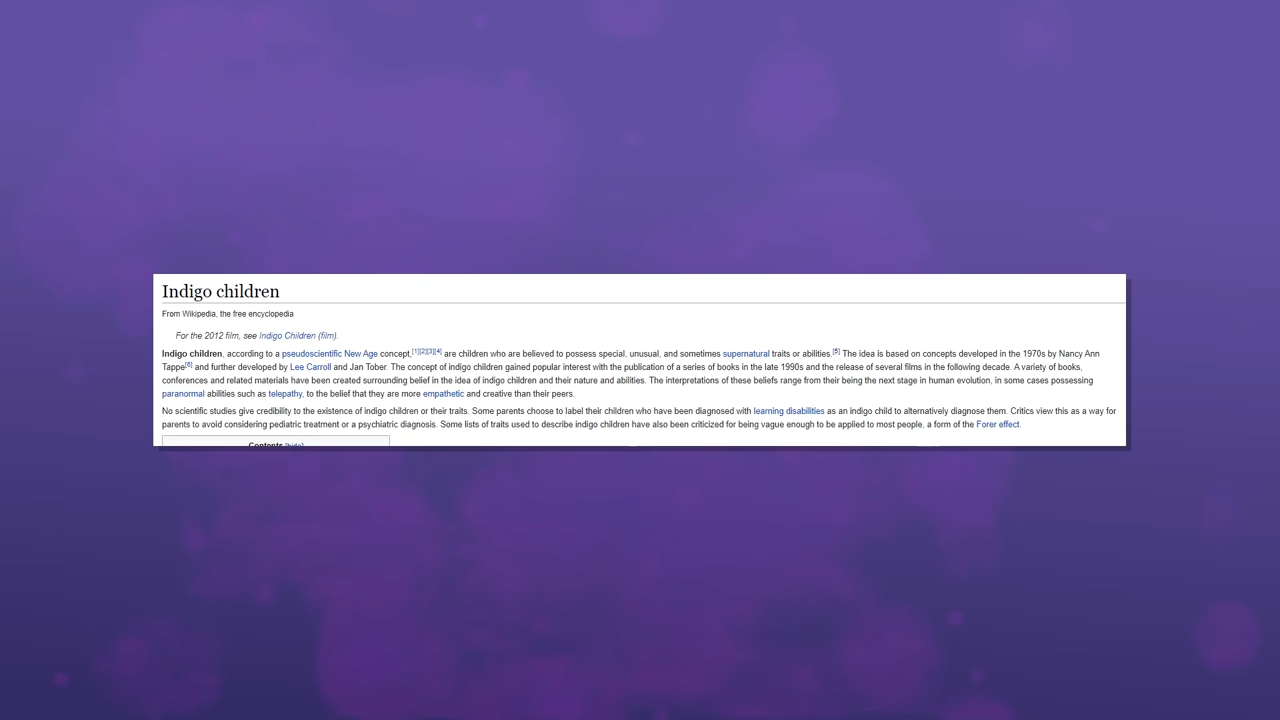 Indigo children
From Wikipedia, the free encyclopedia
For the 2012 film, see Indigo Children (film).
Indigo children, according to a pseudoscientific New Age concept,[1][2][3][4] are children who are believed to possess special, unusual, and sometimes supernatural traits or abilities.[5] The idea is based on concepts developed in the 1970s by Nancy Ann
Tappe[6] and further developed by Lee Carroll and Jan Tober. The concept of indigo children gained popular interest with the publication of a series of books in the late 1990s and the release of several films in the following decade. A variety of books,
conferences and related materials have been created surrounding belief in the idea of indigo children and their nature and abilities. The interpretations of these beliefs range from their being the next stage in human evolution, in some cases possessing
paranormal abilities such as telepathy, to the belief that they are more empathetic and creative than their peers.
No scientific studies give credibility to the existence of indigo children or their traits. Some parents choose to label their children who have been diagnosed with learning disabilities as an indigo child to alternatively diagnose them. Critics view this as a way for
parents to avoid considering pediatric treatment or a psychiatric diagnosis. Some lists of traits used to describe indigo children have also been criticized for being vague enough to be applied to most people, a form of the Forer effect.
Contents [hide]